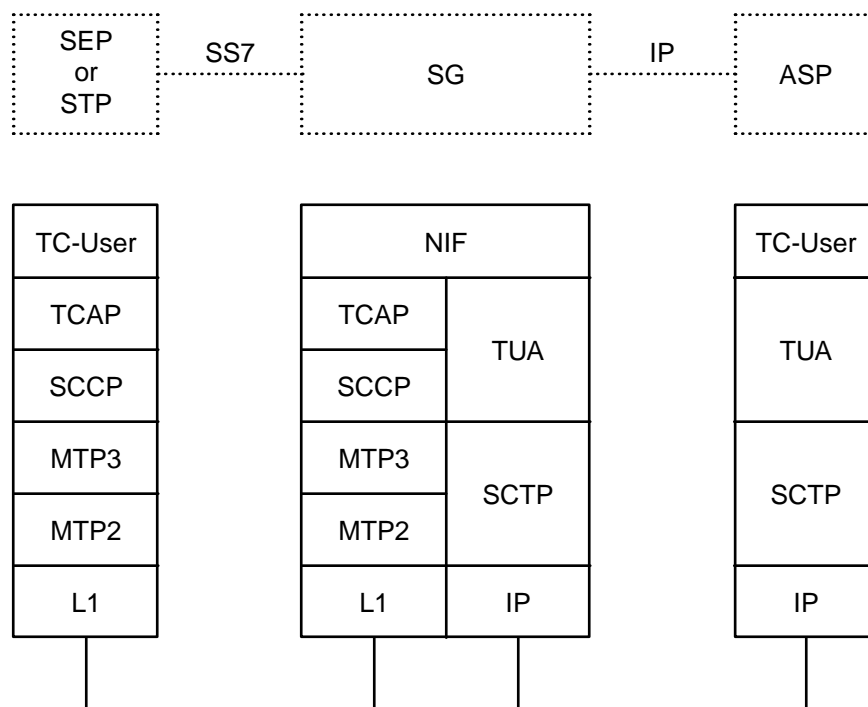 SEP
or
STP
SS7
SG
IP
ASP
TC-User
TCAP
SCCP
MTP3
MTP2
L1
NIF
TCAP
SCCP
MTP3
MTP2
L1
TUA
SCTP
IP
TC-User
TUA
SCTP
IP